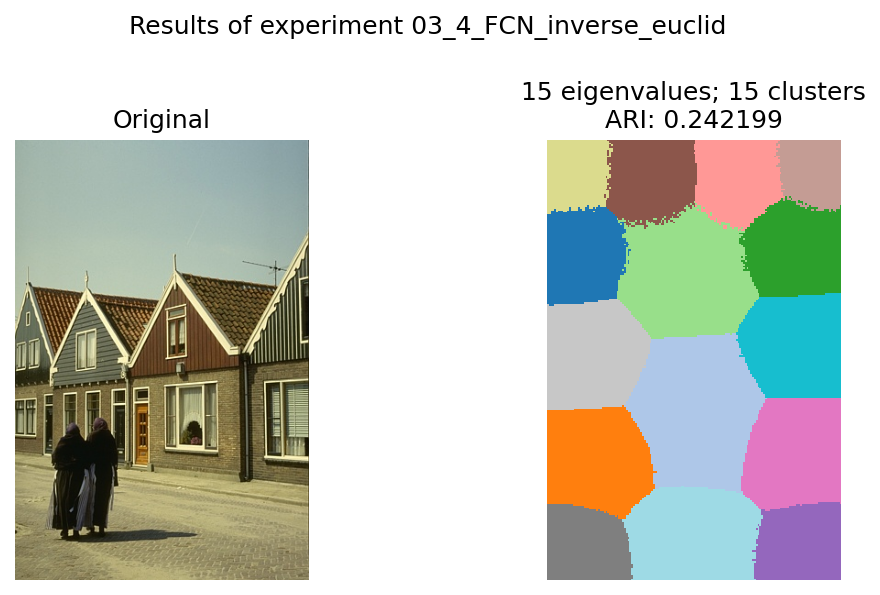 Results of experiment 03_4_FCN_inverse_euclid
Original
15 eigenvalues; 15 clusters
ARI: 0.242199